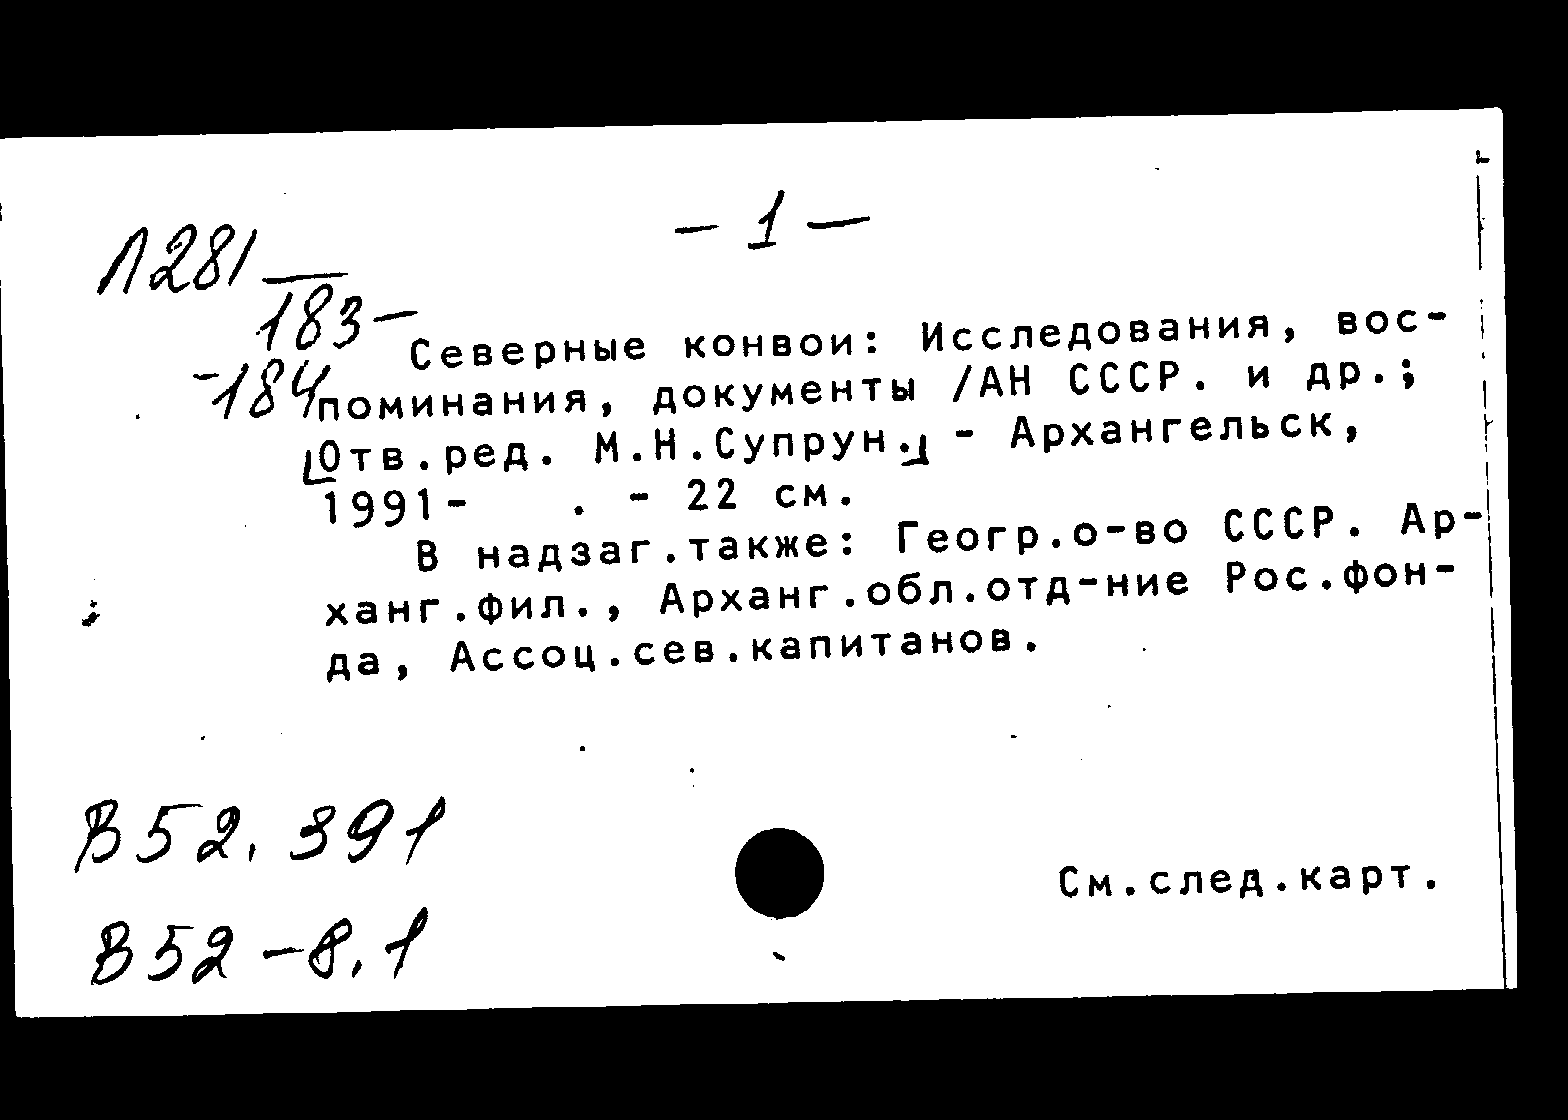 — 1 —
Л281
183-
-184
Северные конвои: Исследования, вос-
поминания, документы /АН СССР. и др.;
[Отв.ред. М.Н.Супрун.] - Архангельск,
1991-    . - 22 см.
В надзаг.также: Геогр.о-во СССР. Ар-
ханг.фил., Арханг.обл.отд-ние Рос.фон-
да, Ассоц.сев.капитанов.
В52.391
См.след.карт.
В52-8.1